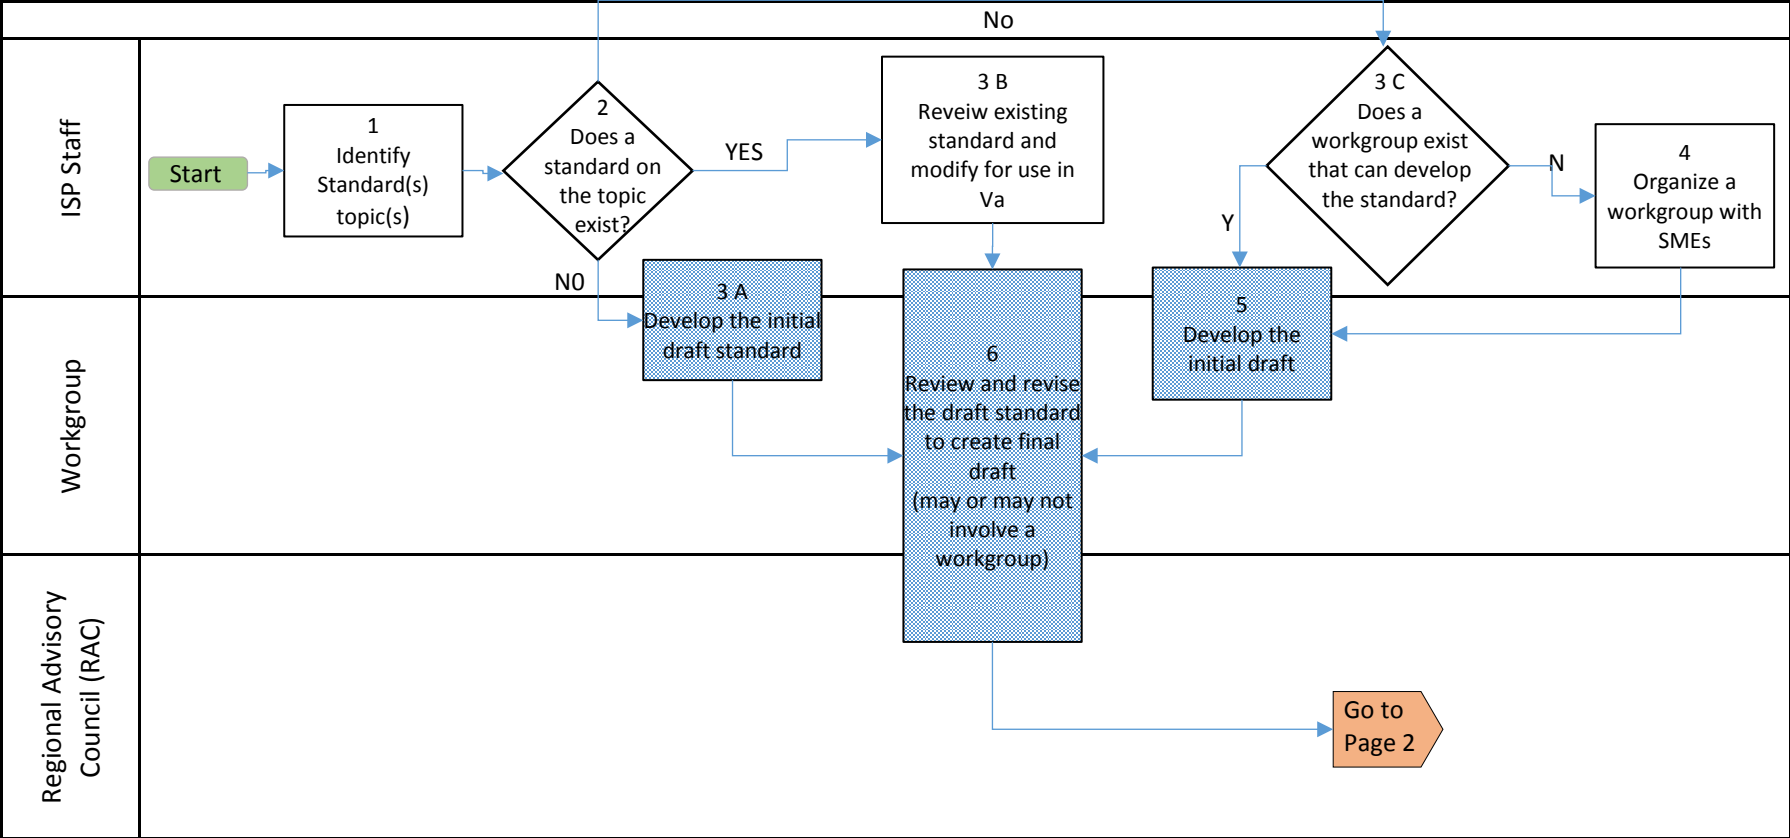 No
ISP Staff
Start
1
Identify
Standard(s)
topic(s)
2
Does a
standard on
the topic
exist?
YES
N0
3 A
Develop the initial
draft standard
3 B
Reveiw existing
standard and
modify for use in
Va
3 C
Does a
workgroup exist
that can develop
the standard?
Y
N
4
Organize a
workgroup with
SMEs
Workgroup
5
Develop the
initial draft
6
Review and revise
the draft standard
to create final
draft
(may or may not
involve a
workgroup)
Regional Advisory
Council (RAC)
Go to
Page 2